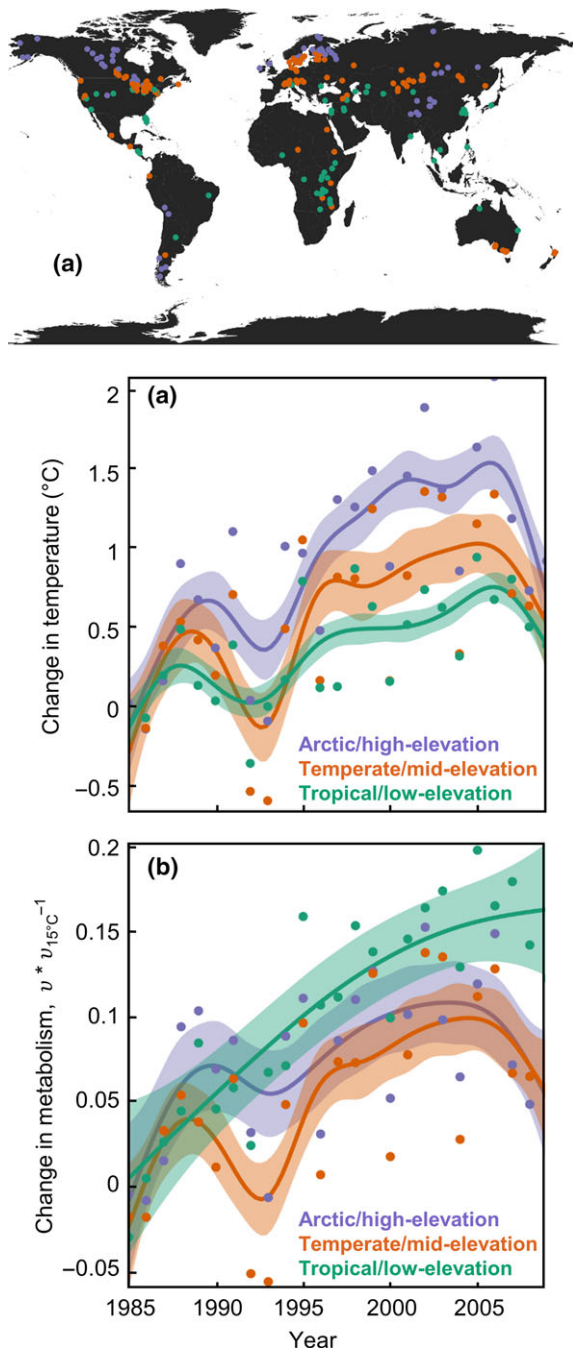 (a)
(a)
Change in temperature (°C)
2
1.5
1
0.5
0
−0.5
Arctic/high-elevation
Temperate/mid-elevation
Tropical/low-elevation
(b)
Change in metabolism, υ * υ15°C−1
0.2
0.15
0.1
0.05
0
−0.05
Arctic/high-elevation
Temperate/mid-elevation
Tropical/low-elevation
1985 1990 1995 2000 2005
Year